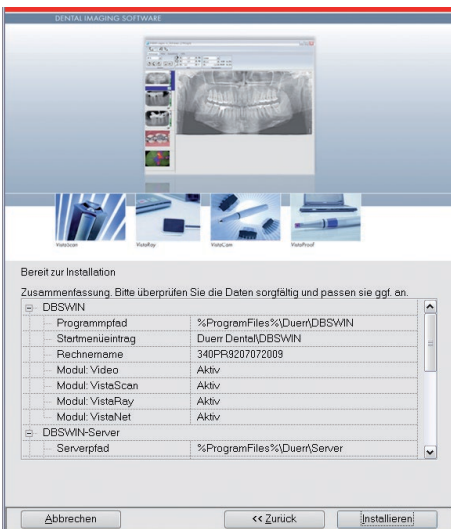 DENTAL IMAGING SOFTWARE
VistaScan VistaRay VistaCam VistaProof
Bereit zur Installation
Zusammenfassung. Bitte überprüfen Sie die Daten sorgfältig und passen sie ggf. an.
DBSWIN
Programmpfad %ProgramFiles%\Duerr\DBSWIN
Startmenüeintrag Duerr Dental\DBSWIN
Rechnername 340PR9207072009
Modul: Video Aktiv
Modul: VistaScan Aktiv
Modul: VistaRay Aktiv
Modul: VistaNet Aktiv
DBSWIN-Server
Serverpfad %ProgramFiles%\Duerr\Server
Abbrechen << Zurück Installieren